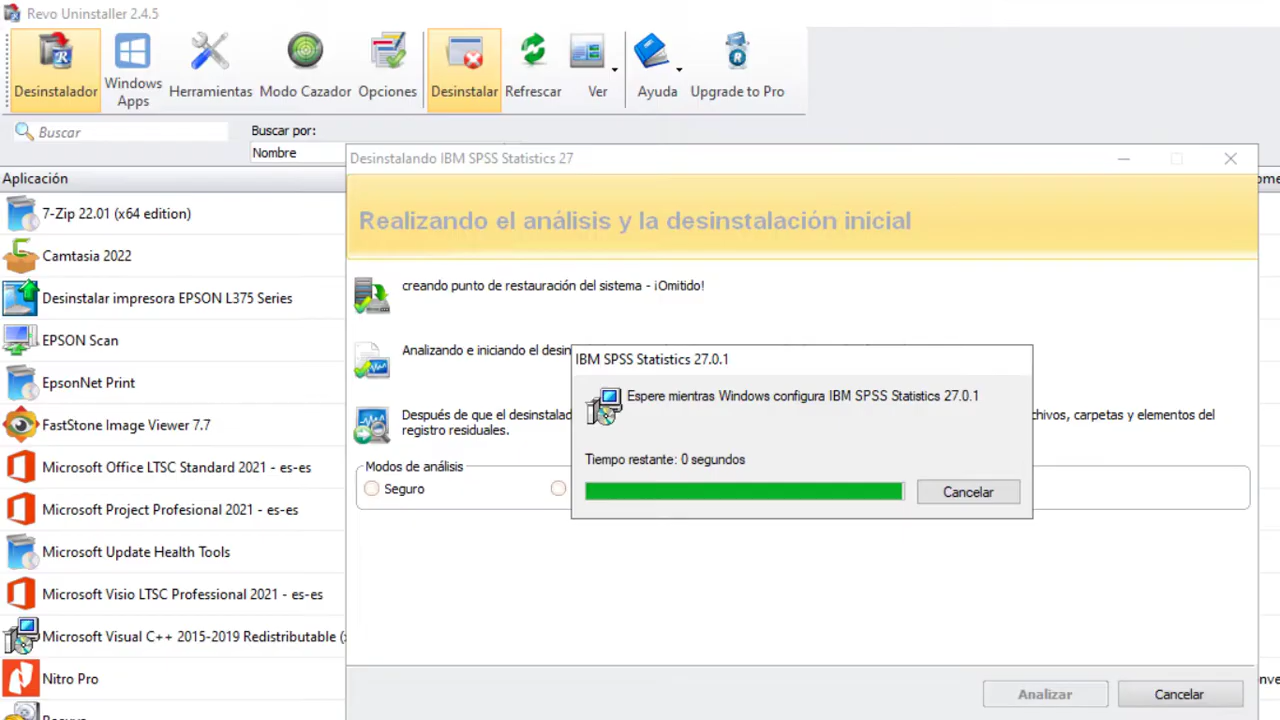 Revo Uninstaller 2.4.5
Desinstalador
Windows Apps
Herramientas
Modo Cazador
Opciones
Desinstalar
Refrescar
Ver
Ayuda
Upgrade to Pro
Buscar
Buscar por:
Nombre
Aplicación
7-Zip 22.01 (x64 edition)
Camtasia 2022
Desinstalar impresora EPSON L375 Series
EPSON Scan
EpsonNet Print
FastStone Image Viewer 7.7
Microsoft Office LTSC Standard 2021 - es-es
Microsoft Project Profesional 2021 - es-es
Microsoft Update Health Tools
Microsoft Visio LTSC Professional 2021 - es-es
Microsoft Visual C++ 2015-2019 Redistributable (
Nitro Pro
Desinstalando IBM SPSS Statistics 27
Realizando el análisis y la desinstalación inicial
creando punto de restauración del sistema - ¡Omitido!
Analizando e iniciando el desin
Después de que el desinstalad
chivos, carpetas y elementos del
registro residuales.
Modos de análisis
Seguro
IBM SPSS Statistics 27.0.1
Espere mientras Windows configura IBM SPSS Statistics 27.0.1
Tiempo restante: 0 segundos
Cancelar
Analizar
Cancelar